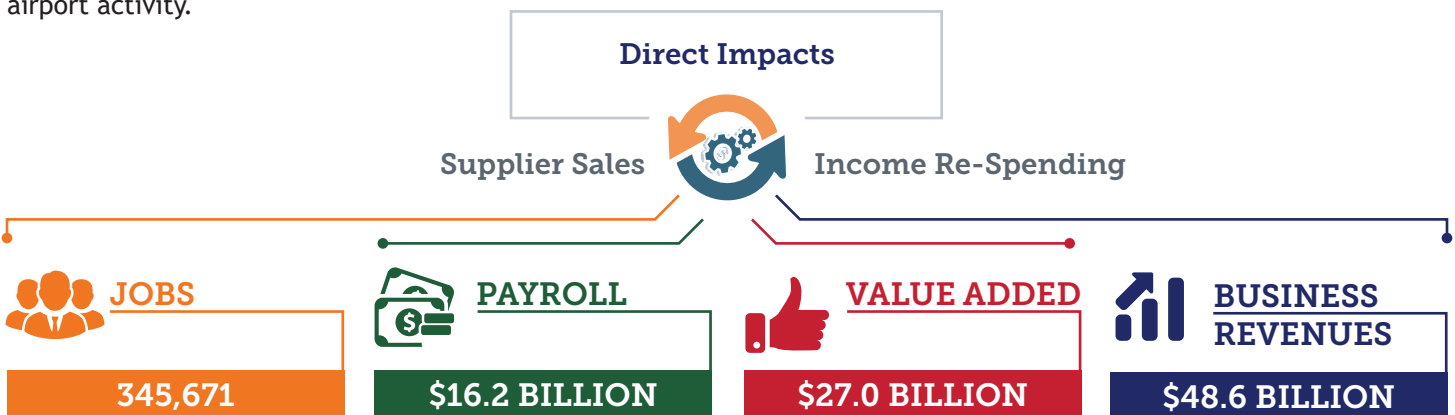 airport activity.
Direct Impacts
Supplier Sales
Income Re-Spending
JOBS
345,671
PAYROLL
$16.2 BILLION
VALUE ADDED
$27.0 BILLION
BUSINESS
REVENUES
$48.6 BILLION